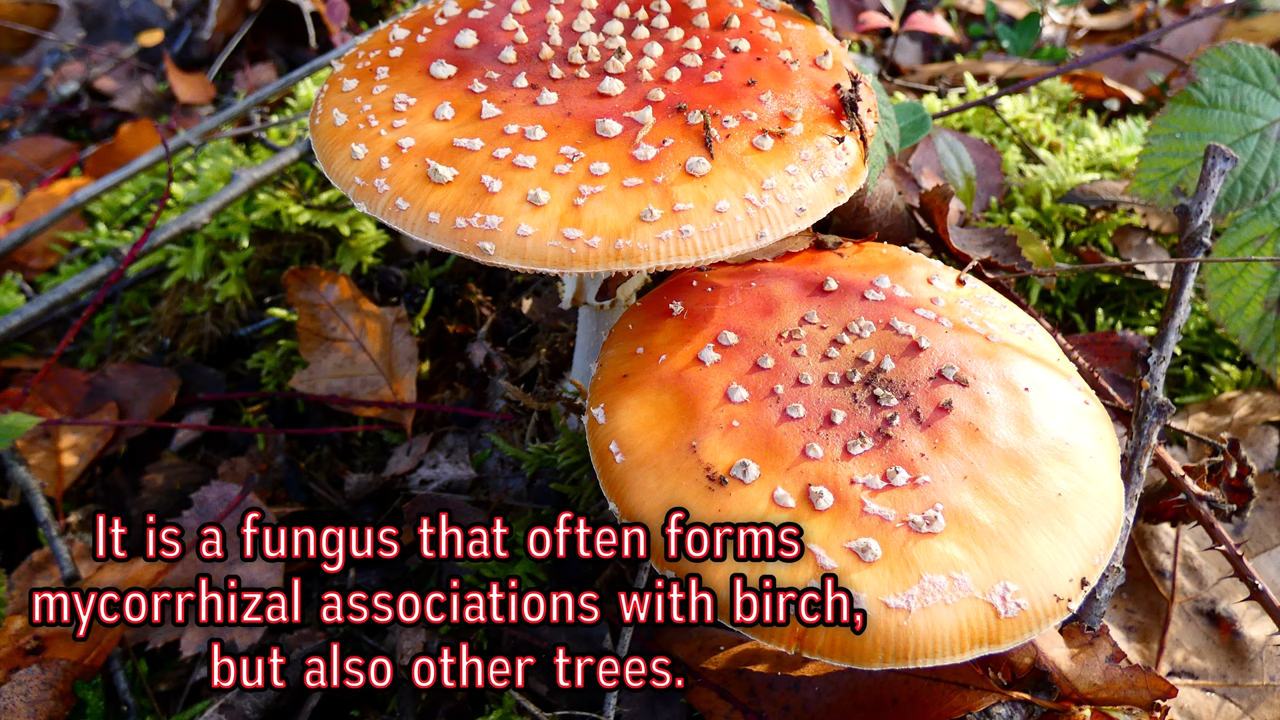 It is a fungus that often forms
mycorrhizal associations with birch,
but also other trees.